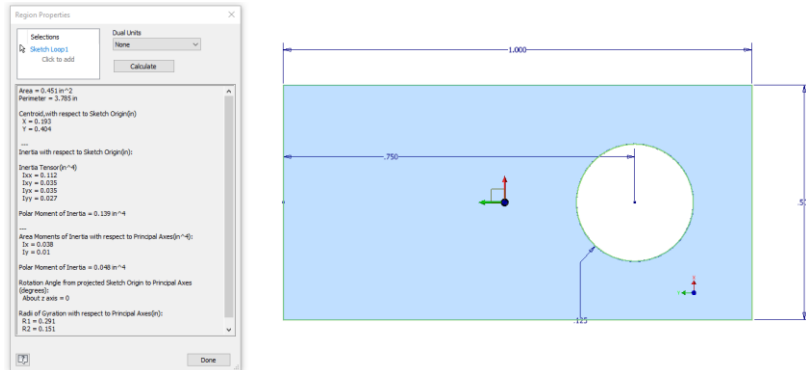 Region Properties
Selections
Sketch Loop1
Click to add
Dual Units
None
Calculate
Area = 0.451 in^2
Perimeter = 3.785 in
Centroid,with respect to Sketch Origin(in)
X = 0.193
Y = 0.404
---
Inertia with respect to Sketch Origin(in):
Inertia Tensor(in^4)
Ixx = 0.112
Ixy = 0.035
Iyx = 0.035
Iyy = 0.027
Polar Moment of Inertia = 0.139 in^4
---
Area Moments of Inertia with respect to Principal Axes(in^4):
Ix = 0.038
Iy = 0.01
Polar Moment of Inertia = 0.048 in^4
Rotation Angle from projected Sketch Origin to Principal Axes
(degrees):
About z axis = 0
Radii of Gyration with respect to Principal Axes(in):
R1 = 0.291
R2 = 0.151
Done
1.000
.750
.125